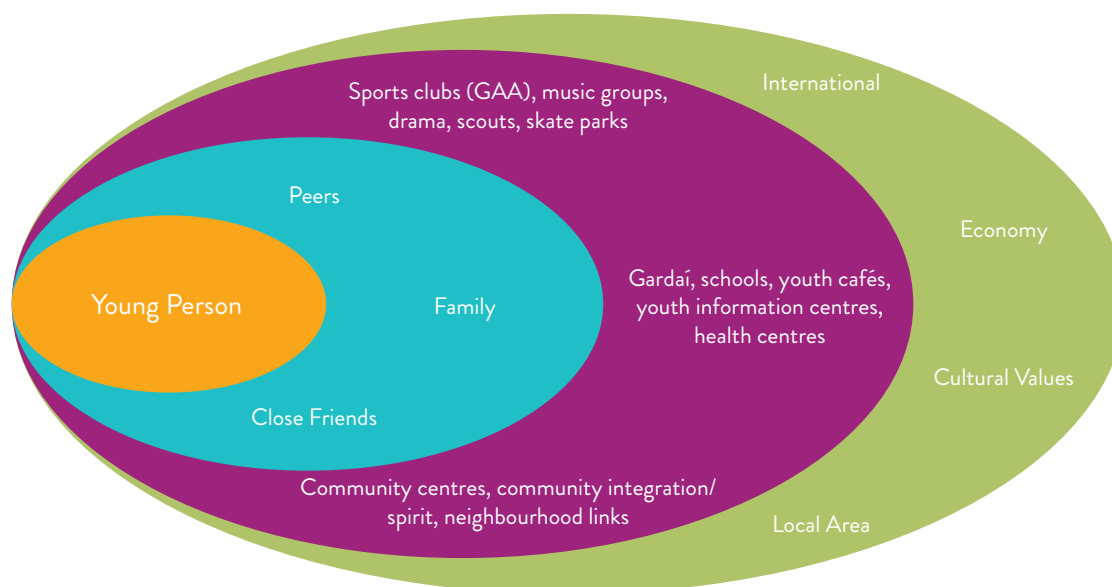 International
Sports clubs (GAA), music groups,
drama, scouts, skate parks
Peers
Economy
Young Person
Family
Gardaí, schools, youth cafés,
youth information centres,
health centres
Cultural Values
Close Friends
Community centres, community integration/
spirit, neighbourhood links
Local Area